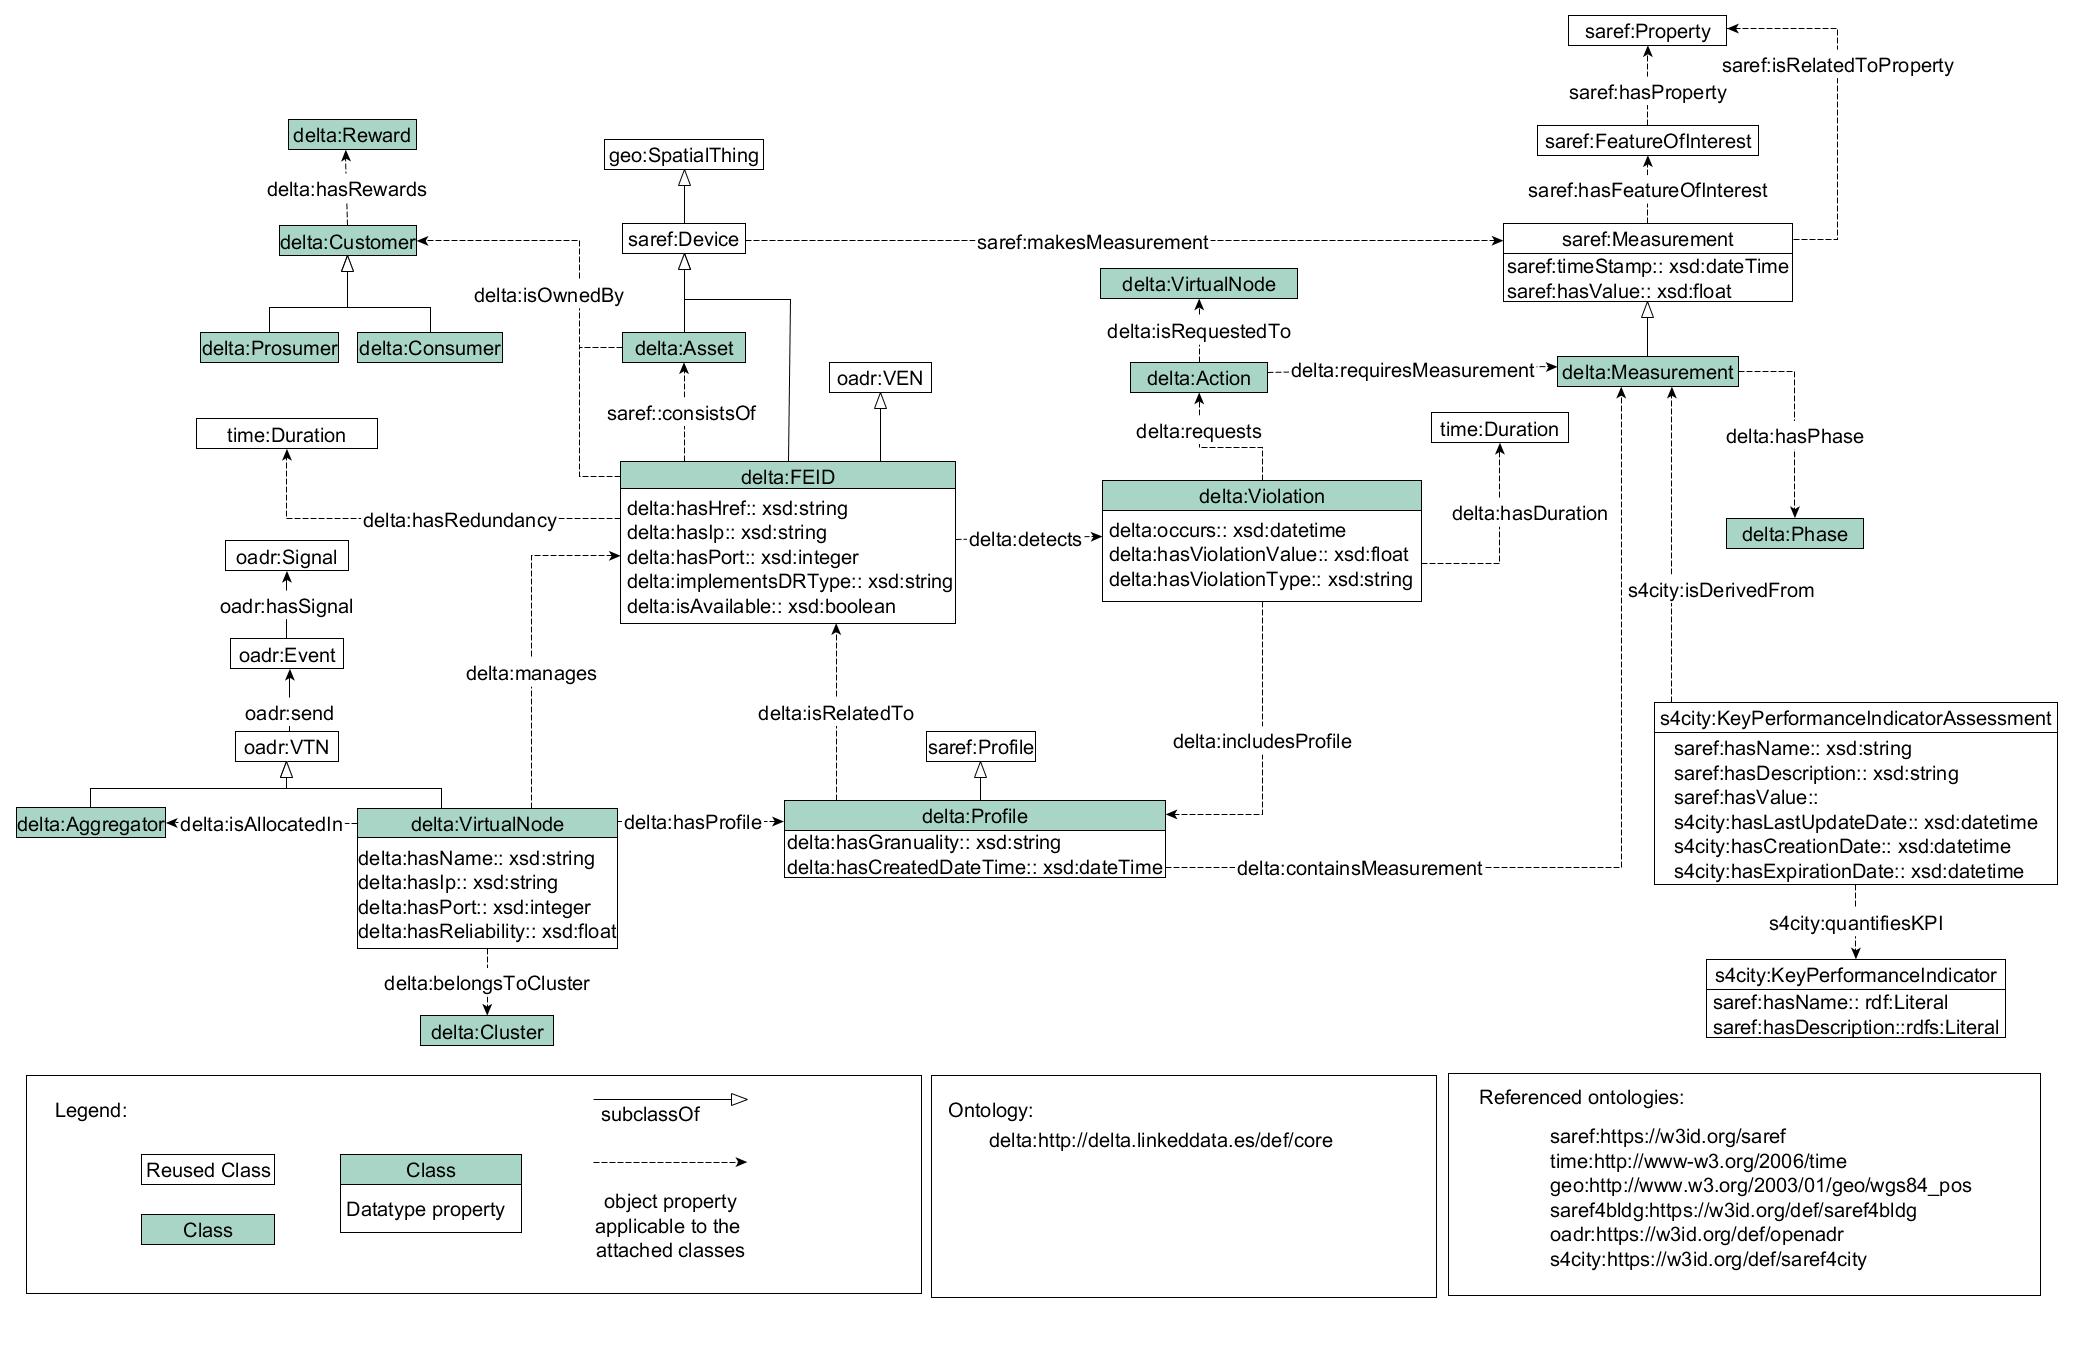 saref:Property
saref:isRelatedToProperty
saref:hasProperty
delta:Reward
saref:FeatureOfInterest
geo:SpatialThing
delta:hasRewards
saref:hasFeatureOfInterest
delta:Customer
saref:Device
saref:makesMeasurement
saref:Measurement
saref:timeStamp:: xsd:dateTime
saref:hasValue:: xsd:float
delta:VirtualNode
delta:isOwnedBy
delta:isRequestedTo
delta:Prosumer
delta:Consumer
delta:Asset
delta:Action
delta:requiresMeasurement
delta:Measurement
oadr:VEN
saref::consistsOf
delta:requests
time:Duration
time:Duration
delta:hasPhase
delta:FEID
delta:hasHref:: xsd:string
delta:hasIp:: xsd:string
delta:hasPort:: xsd:integer
delta:implementsDRType:: xsd:string
delta:isAvailable:: xsd:boolean
delta:Violation
delta:occurs:: xsd:datetime
delta:hasViolationValue:: xsd:float
delta:hasViolationType:: xsd:string
delta:hasRedundancy
delta:detects
delta:hasDuration
delta:Phase
oadr:Signal
oadr:hasSignal
s4city:isDerivedFrom
oadr:Event
delta:manages
oadr:send
delta:isRelatedTo
delta:includesProfile
oadr:VTN
saref:Profile
s4city:KeyPerformanceIndicatorAssessment
saref:hasName:: xsd:string
saref:hasDescription:: xsd:string
saref:hasValue::
s4city:hasLastUpdateDate:: xsd:datetime
s4city:hasCreationDate:: xsd:datetime
s4city:hasExpirationDate:: xsd:datetime
delta:Aggregator
delta:isAllocatedIn
delta:VirtualNode
delta:hasName:: xsd:string
delta:hasIp:: xsd:string
delta:hasPort:: xsd:integer
delta:hasReliability:: xsd:float
delta:hasProfile
delta:Profile
delta:hasGranuality:: xsd:string
delta:hasCreatedDateTime:: xsd:dateTime
delta:containsMeasurement
s4city:quantifiesKPI
delta:belongsToCluster
s4city:KeyPerformanceIndicator
saref:hasName:: rdf:Literal
saref:hasDescription::rdfs:Literal
delta:Cluster
Legend:
subclassOf
Reused Class
Class
Class
Datatype property
object property
applicable to the
attached classes
Ontology:
delta:http://delta.linkeddata.es/def/core
Referenced ontologies:
saref:https://w3id.org/saref
time:http://www-w3.org/2006/time
geo:http://www.w3.org/2003/01/geo/wgs84_pos
saref4bldg:https://w3id.org/def/saref4bldg
oadr:https://w3id.org/def/openadr
s4city:https://w3id.org/def/saref4city